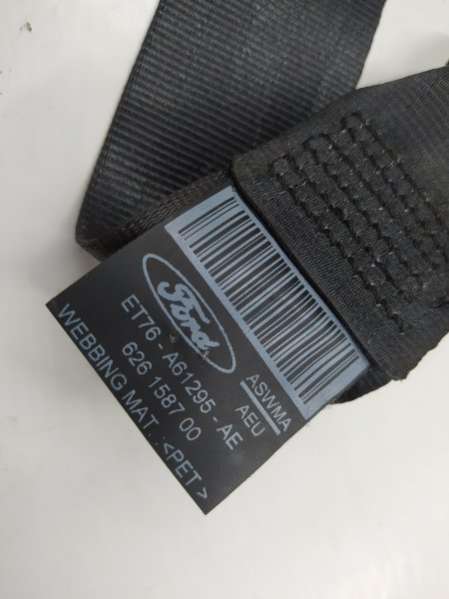 Ford
ASWMA
ET76 - A61295 - AE
AEU
626 1587 00
WEBBING MAT. : <PET>